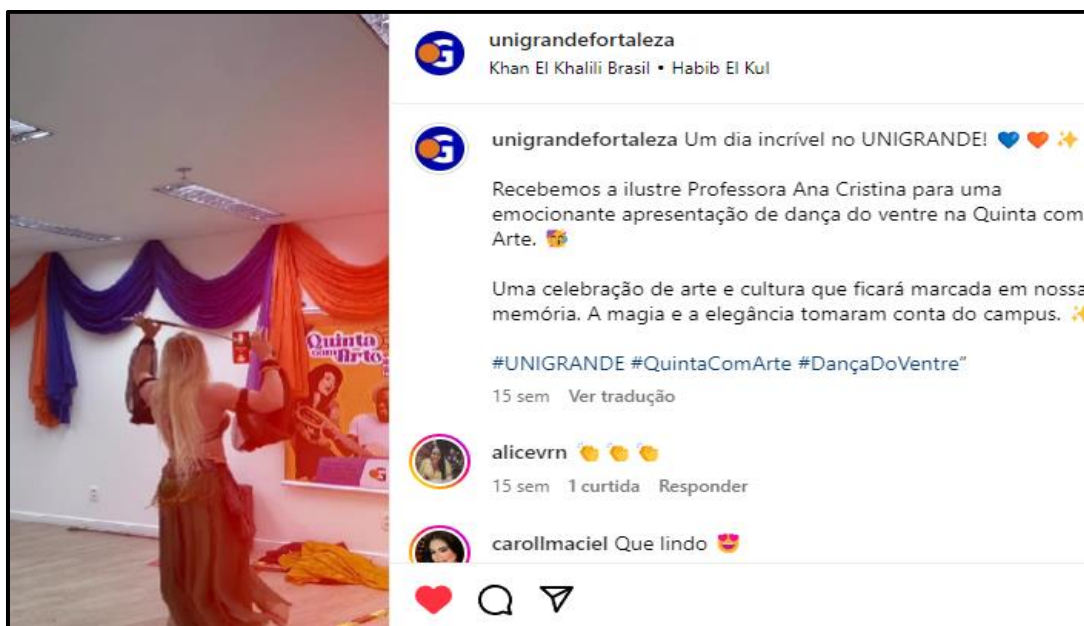 unigrandefortaleza
Khan El Khalili Brasil • Habib El Kul
unigrandefortaleza Um dia incrível no UNIGRANDE! 💙 🧡 ✨
Recebemos a ilustre Professora Ana Cristina para uma
emocionante apresentação de dança do ventre na Quinta com
Arte. 🥳
Uma celebração de arte e cultura que ficará marcada em nossa
memória. A magia e a elegância tomaram conta do campus. ✨
#UNIGRANDE #QuintaComArte #DançaDoVentre”
15 sem Ver tradução
alicevrn 👏 👏 👏
15 sem 1 curtida Responder
carollmaciel Que lindo 😍
Quinta
com Arte
G